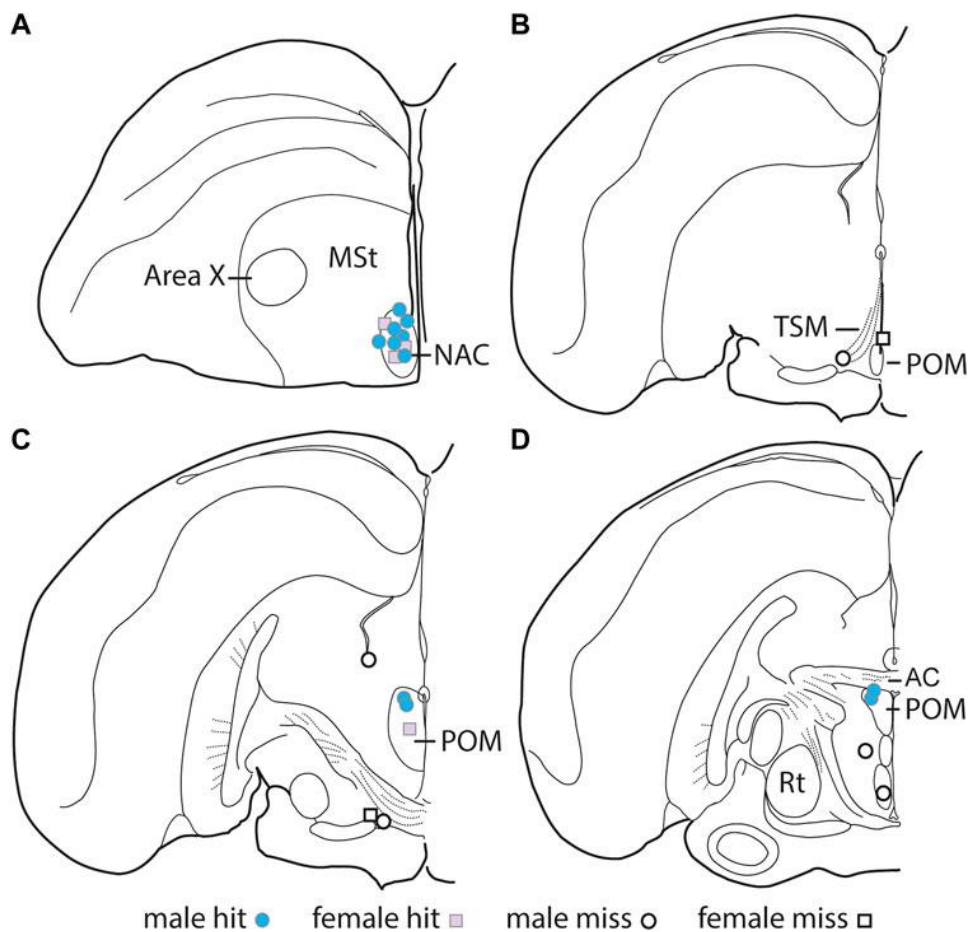 A
B
MSt
Area X
NAC
TSM
POM
C
D
AC
POM
POM
Rt
male hit female hit male miss female miss